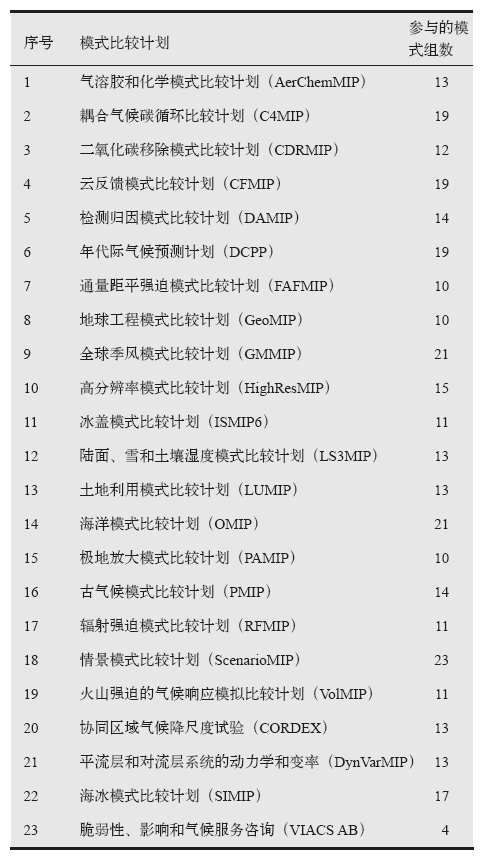 序号 模式比较计划 参与的模式组数
1 气溶胶和化学模式比较计划（AerChemMIP） 13
2 耦合气候碳循环比较计划（C4MIP） 19
3 二氧化碳移除模式比较计划（CDRMIP） 12
4 云反馈模式比较计划（CFMIP） 19
5 检测归因模式比较计划（DAMIP） 14
6 年代际气候预测计划（DCPP） 19
7 通量距平强迫模式比较计划（FAFMIP） 10
8 地球工程模式比较计划（GeoMIP） 10
9 全球季风模式比较计划（GMMIP） 21
10 高分辨率模式比较计划（HighResMIP） 15
11 冰盖模式比较计划（ISMIP6） 11
12 陆面、雪和土壤湿度模式比较计划（LS3MIP） 13
13 土地利用模式比较计划（LUMIP） 13
14 海洋模式比较计划（OMIP） 21
15 极地放大模式比较计划（PAMIP） 10
16 古气候模式比较计划（PMIP） 14
17 辐射强迫模式比较计划（RFMIP） 11
18 情景模式比较计划（ScenarioMIP） 23
19 火山强迫的气候响应模拟比较计划（VolMIP） 11
20 协同区域气候降尺度试验（CORDEX） 13
21 平流层和对流层系统的动力学和变率（DynVarMIP） 13
22 海冰模式比较计划（SIMIP） 17
23 脆弱性、影响和气候服务咨询（VIACS AB） 4